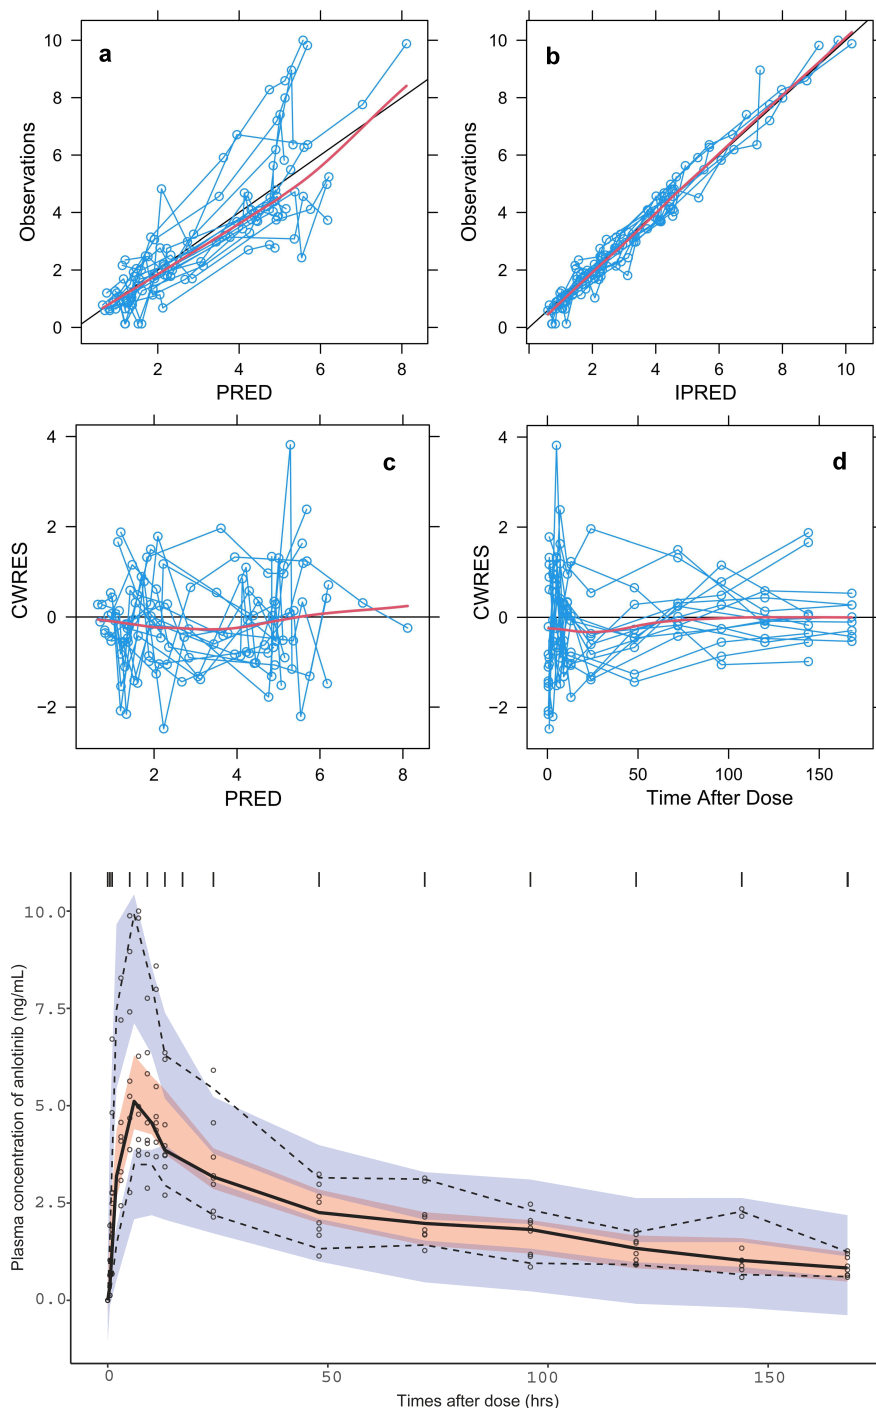 a
Observations
10
8
6
4
2
0
2 4 6 8
PRED
b
Observations
10
8
6
4
2
0
2 4 6 8 10
IPRED
c
CWRES
4
2
0
−2
2 4 6 8
PRED
d
CWRES
4
2
0
−2
0 50 100 150
Time After Dose
Plasma concentration of anlotinib (ng/mL)
10.0
7.5
5.0
2.5
0.0
0 50 100 150
Times after dose (hrs)